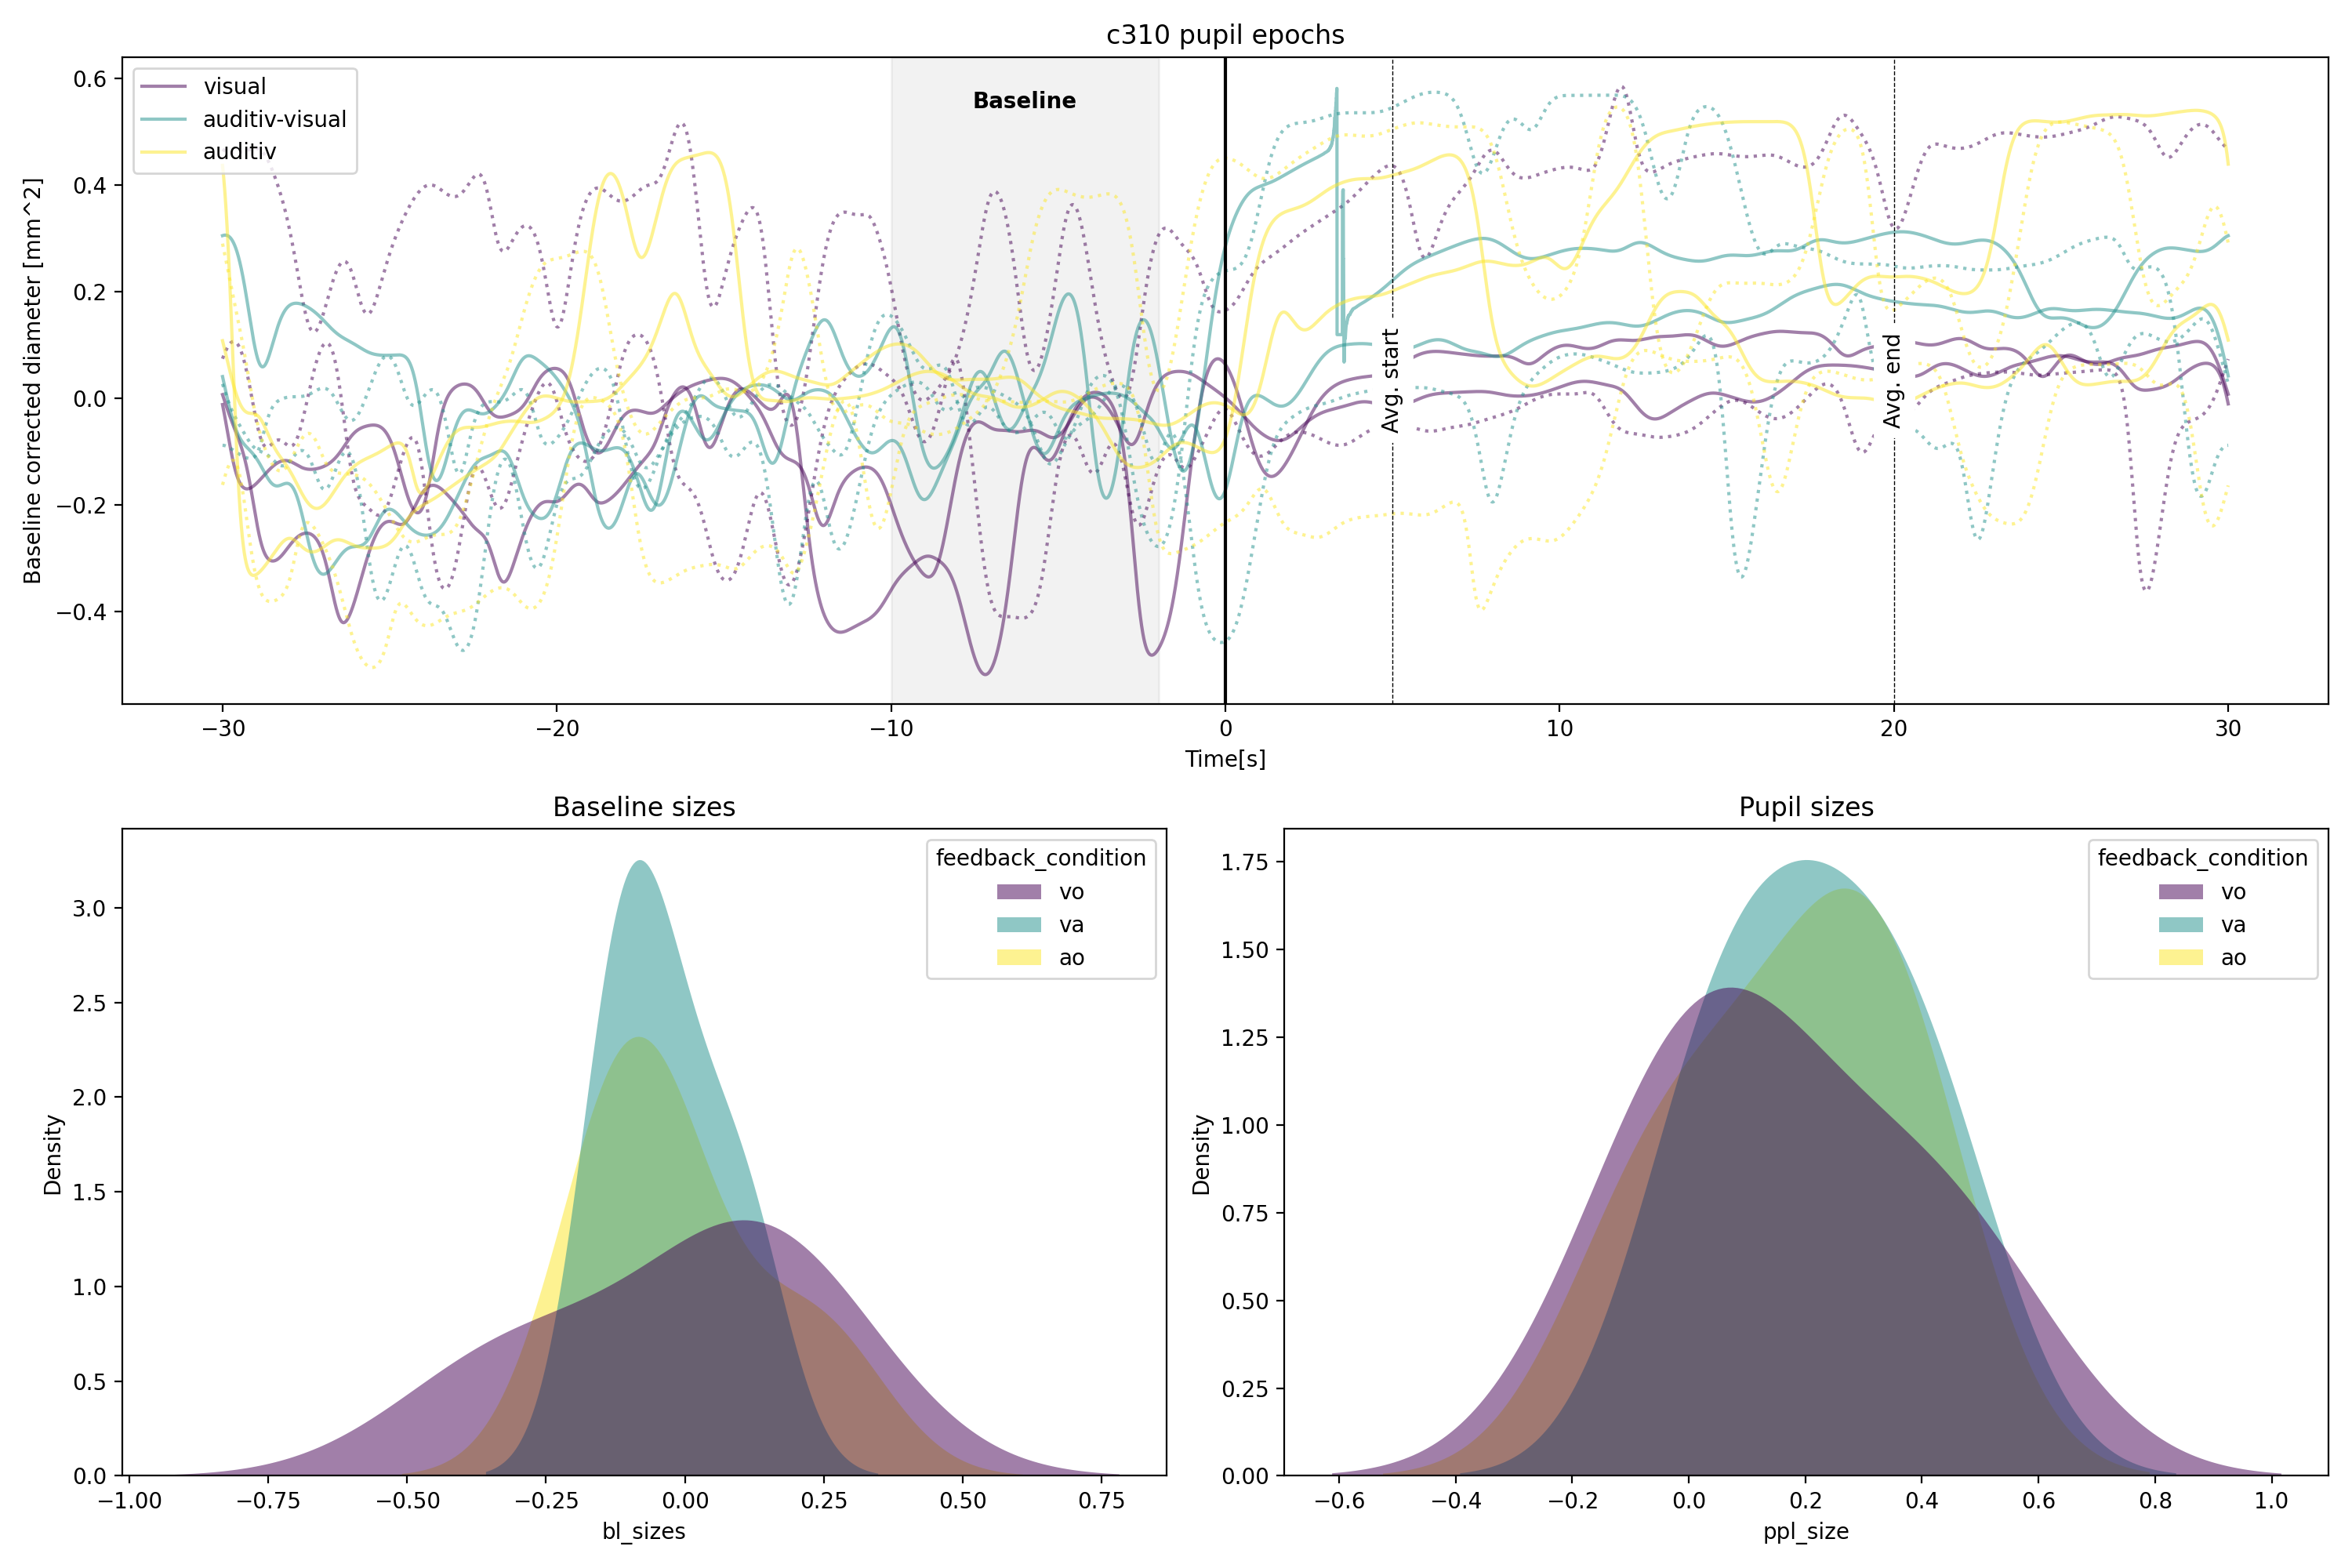 c310 pupil epochs
visual
auditiv-visual
auditiv
Baseline
Baseline corrected diameter [mm^2]
0.6
0.4
0.2
0.0
−0.2
−0.4
Avg. start
Avg. end
−30
−20
−10
0
10
20
30
Time[s]
Baseline sizes
feedback_condition
vo
va
ao
Density
3.0
2.5
2.0
1.5
1.0
0.5
0.0
−1.00
−0.75
−0.50
−0.25
0.00
0.25
0.50
0.75
bl_sizes
Pupil sizes
feedback_condition
vo
va
ao
Density
1.75
1.50
1.25
1.00
0.75
0.50
0.25
0.00
−0.6
−0.4
−0.2
0.0
0.2
0.4
0.6
0.8
1.0
ppl_size